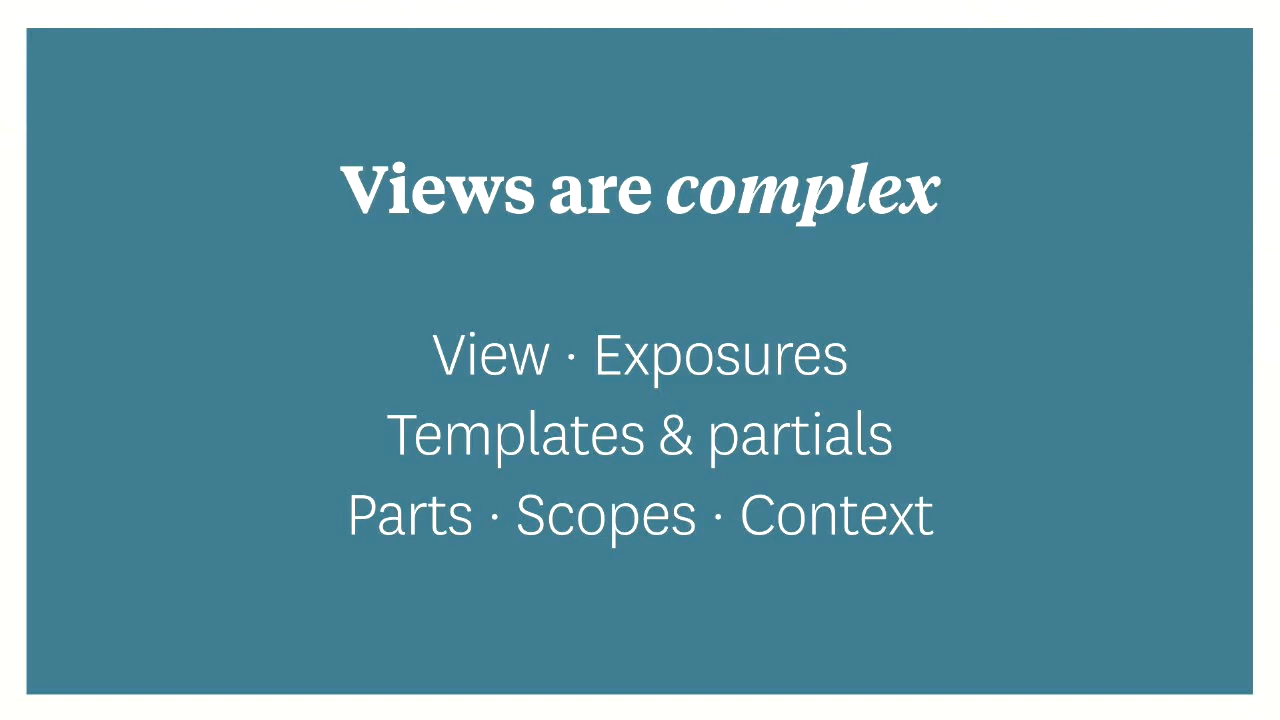 Views are complex
View · Exposures
Templates & partials
Parts · Scopes · Context